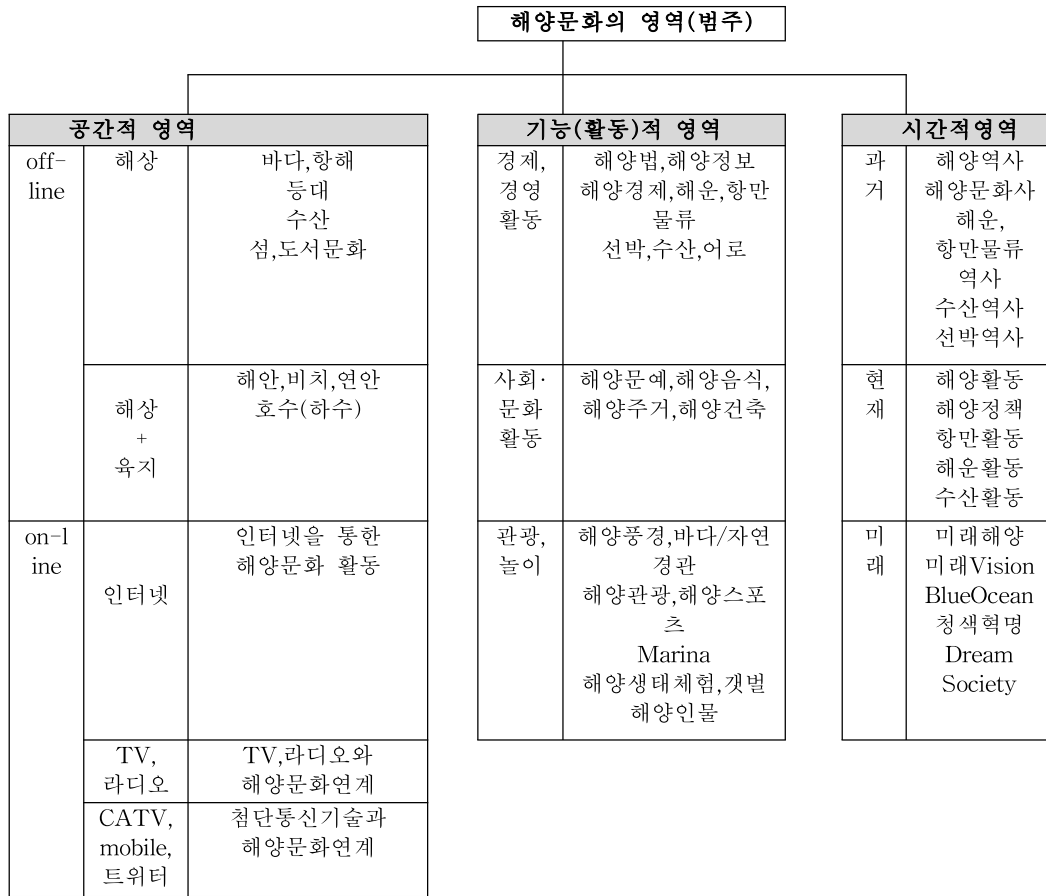 해양문화의 영역(범주)
공간적 영역
off-
line
해상
바다,항해
등대
수산
섬,도서문화
해상
+
육지
해안,비치,연안
호수(하수)
on-l
ine
인터넷
인터넷을 통한
해양문화 활동
TV,
라디오
TV,라디오와
해양문화연계
CATV,
mobile,
트위터
첨단통신기술과
해양문화연계
기능(활동)적 영역
경제,
경영
활동
해양법,해양정보
해양경제,해운,항만
물류
선박,수산,어로
사회·
문화
활동
해양문예,해양음식,
해양주거,해양건축
관광,
놀이
해양풍경,바다/자연
경관
해양관광,해양스포
츠
Marina
해양생태체험,갯벌
해양인물
시간적영역
과
거
해양역사
해양문화사
해운,
항만물류
역사
수산역사
선박역사
현
재
해양활동
해양정책
항만활동
해운활동
수산활동
미
래
미래해양
미래Vision
BlueOcean
청색혁명
Dream
Society